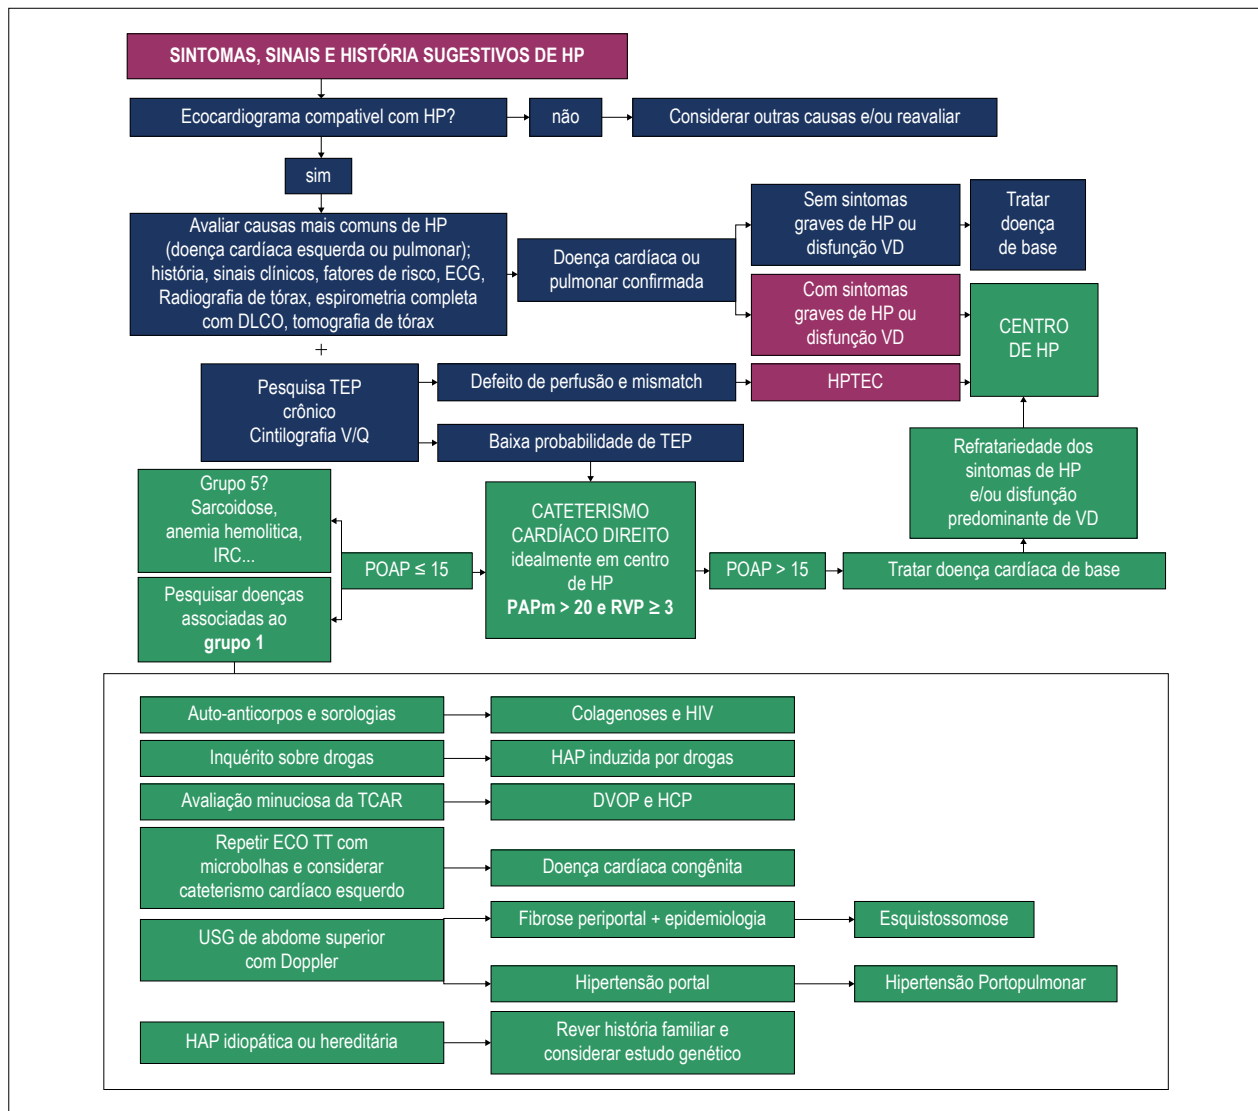 SINTOMAS, SINAIS E HISTÓRIA SUGESTIVOS DE HP
Ecocardiograma compativel com HP?
não
Considerar outras causas e/ou reavaliar
sim
Avaliar causas mais comuns de HP
(doença cardíaca esquerda ou pulmonar);
história, sinais clínicos, fatores de risco, ECG,
Radiografia de tórax, espirometria completa
com DLCO, tomografia de tórax
Doença cardíaca ou
pulmonar confirmada
Sem sintomas
graves de HP ou
disfunção VD
Tratar
doença
de base
Com sintomas
graves de HP ou
disfunção VD
CENTRO
DE HP
+
Pesquisa TEP
crônico
Cintilografia V/Q
Defeito de perfusão e mismatch
HPTEC
Baixa probabilidade de TEP
Refratariedade dos
sintomas de HP
e/ou disfunção
predominante de VD
Grupo 5?
Sarcoidose,
anemia hemolitica,
IRC...
POAP ≤ 15
CATETERISMO
CARDÍACO DIREITO
idealmente em centro
de HP
PAPm > 20 e RVP ≥ 3
POAP > 15
Tratar doença cardíaca de base
Pesquisar doenças
associadas ao
grupo 1
Auto-anticorpos e sorologias
Colagenoses e HIV
Inquérito sobre drogas
HAP induzida por drogas
Avaliação minuciosa da TCAR
DVOP e HCP
Repetir ECO TT com
microbolhas e considerar
cateterismo cardíaco esquerdo
Doença cardíaca congênita
USG de abdome superior
com Doppler
Fibrose periportal + epidemiologia
Esquistossomose
Hipertensão portal
Hipertensão Portopulmonar
HAP idiopática ou hereditária
Rever história familiar e
considerar estudo genético